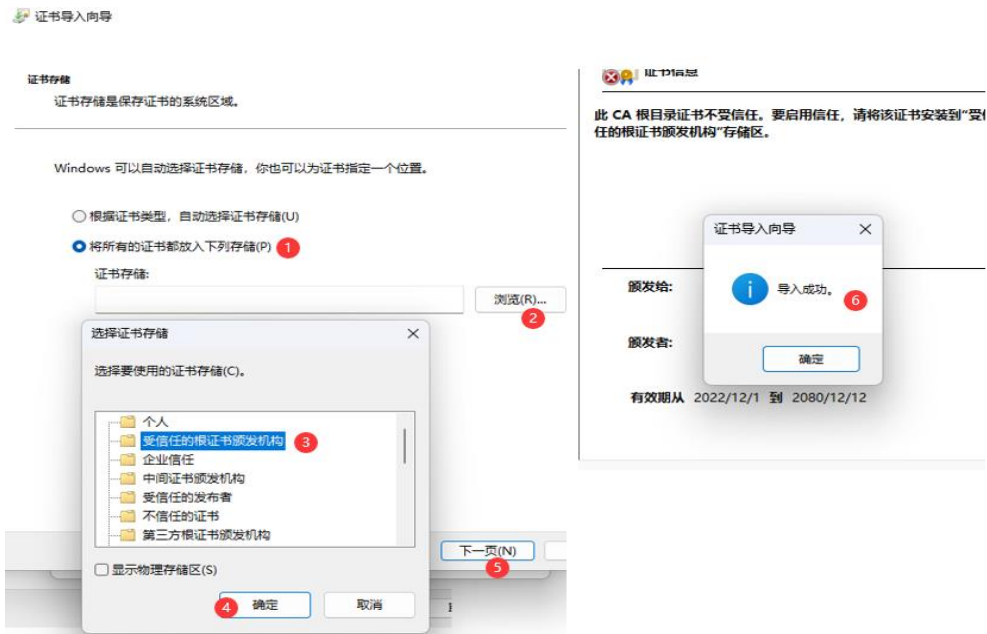 证书导入向导
证书存储
证书存储是保存证书的系统区域。
Windows 可以自动选择证书存储，你也可以为证书指定一个位置。
根据证书类型，自动选择证书存储(U)
将所有的证书都放入下列存储(P) 1
证书存储:
浏览(R)...
2
选择证书存储
选择要使用的证书存储(C)。
个人
受信任的根证书颁发机构 3
企业信任
中间证书颁发机构
受信任的发布者
不信任的证书
第三方根证书颁发机构
显示物理存储区(S)
4 确定 取消
下一页(N)
5
证书信息
此 CA 根目录证书不受信任。要启用信任，请将该证书安装到"受信
任的根证书颁发机构"存储区。
证书导入向导
导入成功。 6
确定
颁发给:
颁发者:
有效期从 2022/12/1 到 2080/12/12